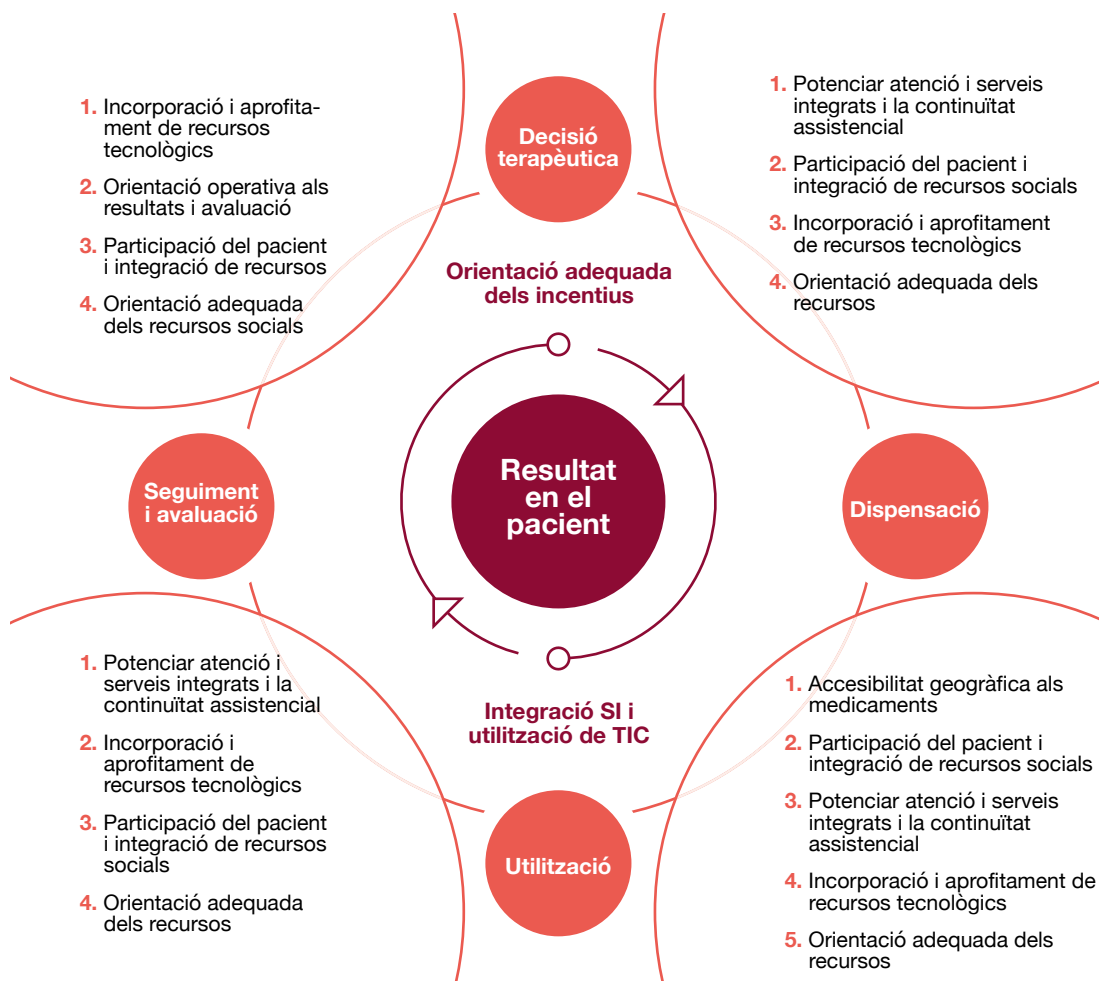 1. Incorporació i aprofita-
ment de recursos
tecnològics
2. Orientació operativa als
resultats i avaluació
3. Participació del pacient
i integració de recursos
4. Orientació adequada
dels recursos socials
Decisió
terapèutica
1. Potenciar atenció i serveis
integrats i la continuïtat
assistencial
2. Participació del pacient i
integració de recursos socials
3. Incorporació i aprofitament
de recursos tecnològics
4. Orientació adequada dels
recursos
Orientació adequada
dels incentius
Seguiment
i avaluació
Resultat
en el
pacient
Dispensació
Integració SI i
utilització de TIC
1. Potenciar atenció i
serveis integrats i la
continuïtat assistencial
2. Incorporació i
aprofitament de
recursos tecnològics
3. Participació del pacient
i integració de recursos
socials
4. Orientació adequada
dels recursos
Utilització
1. Accesibilitat geogràfica als
medicaments
2. Participació del pacient i
integració de recursos socials
3. Potenciar atenció i serveis
integrats i la continuïtat
assistencial
4. Incorporació i aprofitament de
recursos tecnològics
5. Orientació adequada dels
recursos